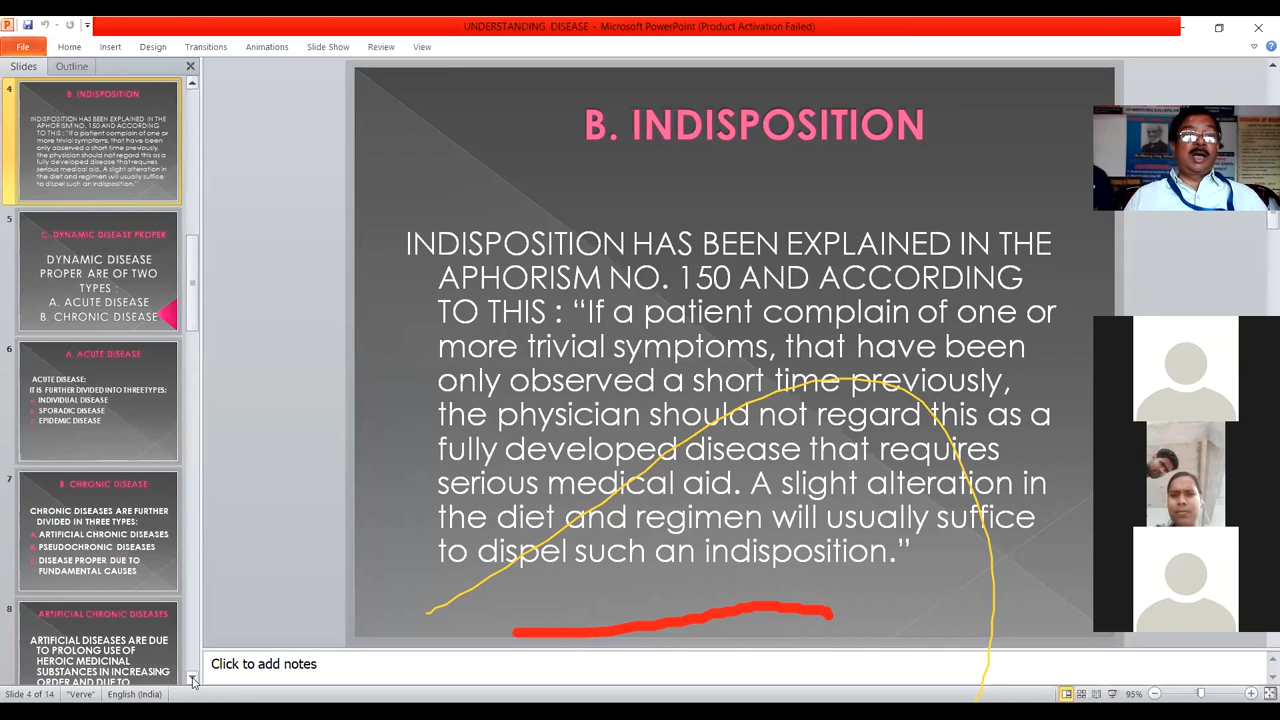 UNDERSTANDING DISEASE - Microsoft PowerPoint (Product Activation Failed)
File Home Insert Design Transitions Animations Slide Show Review View
Slides Outline
4
B. INDISPOSITION
INDISPOSITION HAS BEEN EXPLAINED IN THE
APHORISM NO. 150 AND ACCORDING
TO THIS : “If a patient complain of one or
more trivial symptoms, that have been
only observed a short time previously,
the physician should not regard this as a
fully developed disease that requires
serious medical aid. A slight alteration in
the diet and regimen will usually suffice
to dispel such an indisposition.”
5
C. DYNAMIC DISEASE PROPER
DYNAMIC DISEASE
PROPER ARE OF TWO
TYPES :
A. ACUTE DISEASE
B. CHRONIC DISEASE
6
A. ACUTE DISEASE
ACUTE DISEASE:
IT IS FURTHER DIVIDED INTO THREE TYPES:
INDIVIDUAL DISEASE
SPORADIC DISEASE
EPIDEMIC DISEASE
7
B. CHRONIC DISEASE
CHRONIC DISEASES ARE FURTHER
DIVIDED IN THREE TYPES:
ARTIFICIAL CHRONIC DISEASES
PSEUDOCHRONIC DISEASES
DISEASE PROPER DUE TO
FUNDAMENTAL CAUSES
8
ARTIFICIAL CHRONIC DISEASES
ARTIFICIAL DISEASES ARE DUE
TO PROLONG USE OF
HEROIC MEDICINAL
SUBSTANCES IN INCREASING
ORDER AND DUE TO
B. INDISPOSITION
INDISPOSITION HAS BEEN EXPLAINED IN THE
APHORISM NO. 150 AND ACCORDING
TO THIS : “If a patient complain of one or
more trivial symptoms, that have been
only observed a short time previously,
the physician should not regard this as a
fully developed disease that requires
serious medical aid. A slight alteration in
the diet and regimen will usually suffice
to dispel such an indisposition.”
Click to add notes
Slide 4 of 14 "Verve" English (India) 95%